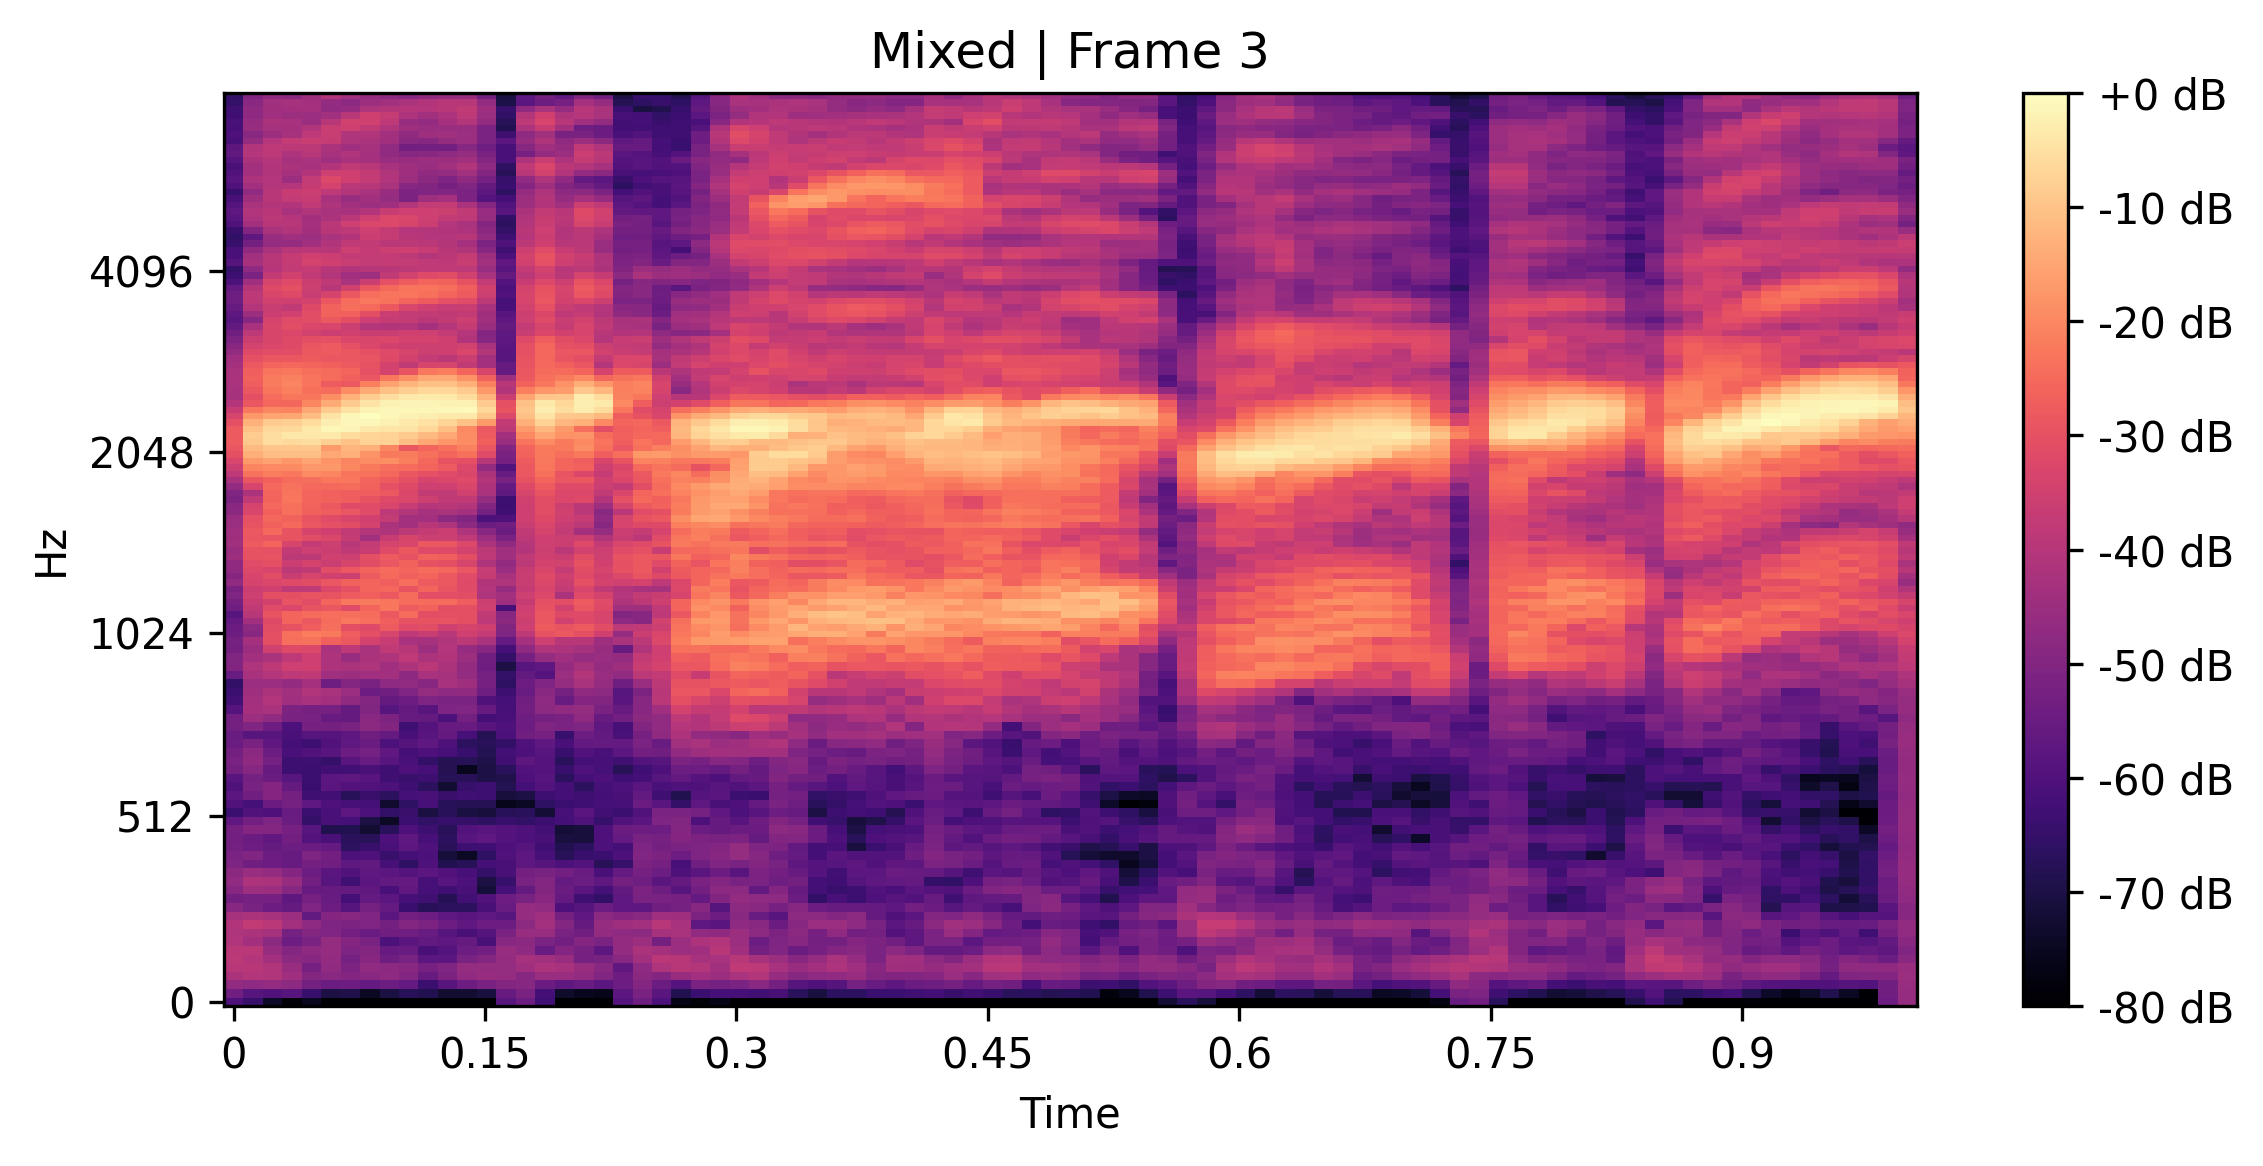 Mixed | Frame 3
+0 dB
-10 dB
-20 dB
-30 dB
-40 dB
-50 dB
-60 dB
-70 dB
-80 dB
Hz
4096
2048
1024
512
0
0 0.15 0.3 0.45 0.6 0.75 0.9
Time